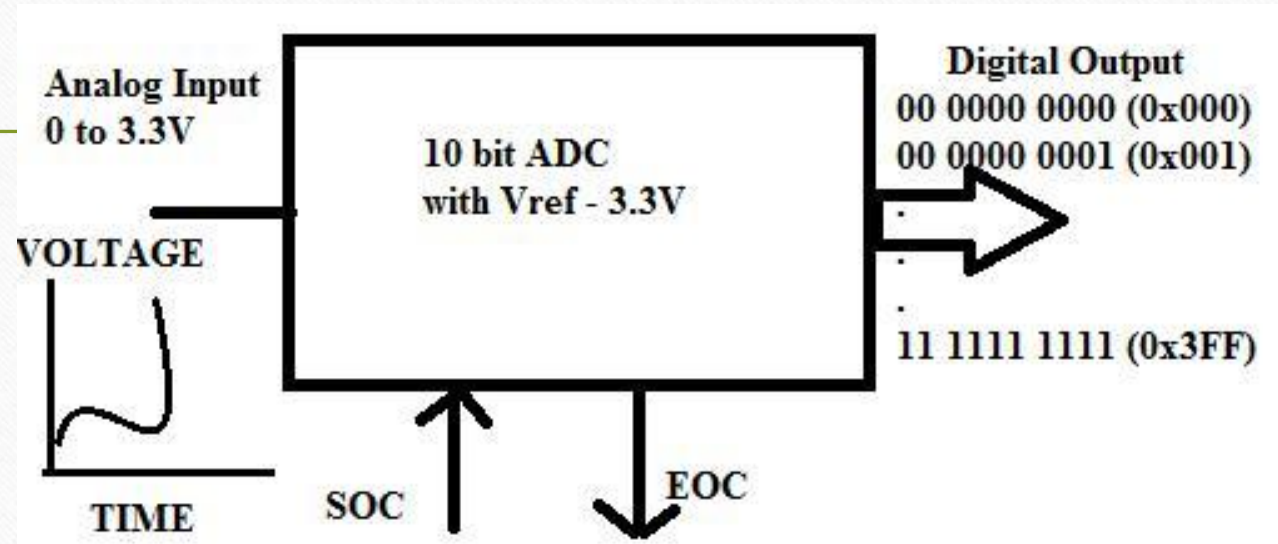 Analog Input
0 to 3.3V
VOLTAGE
TIME
10 bit ADC
with Vref - 3.3V
SOC
EOC
Digital Output
00 0000 0000 (0x000)
00 0000 0001 (0x001)
.
.
.
11 1111 1111 (0x3FF)